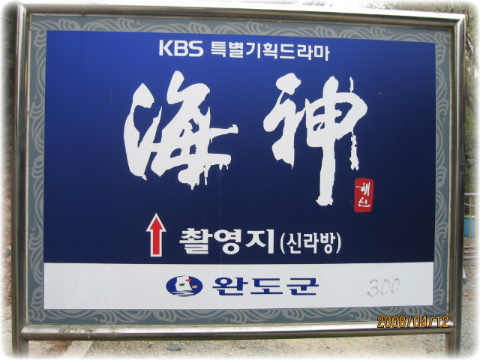 KBS 특별기획드라마
海神
해신
촬영지(신라방)
완도군 300
2009/04/12